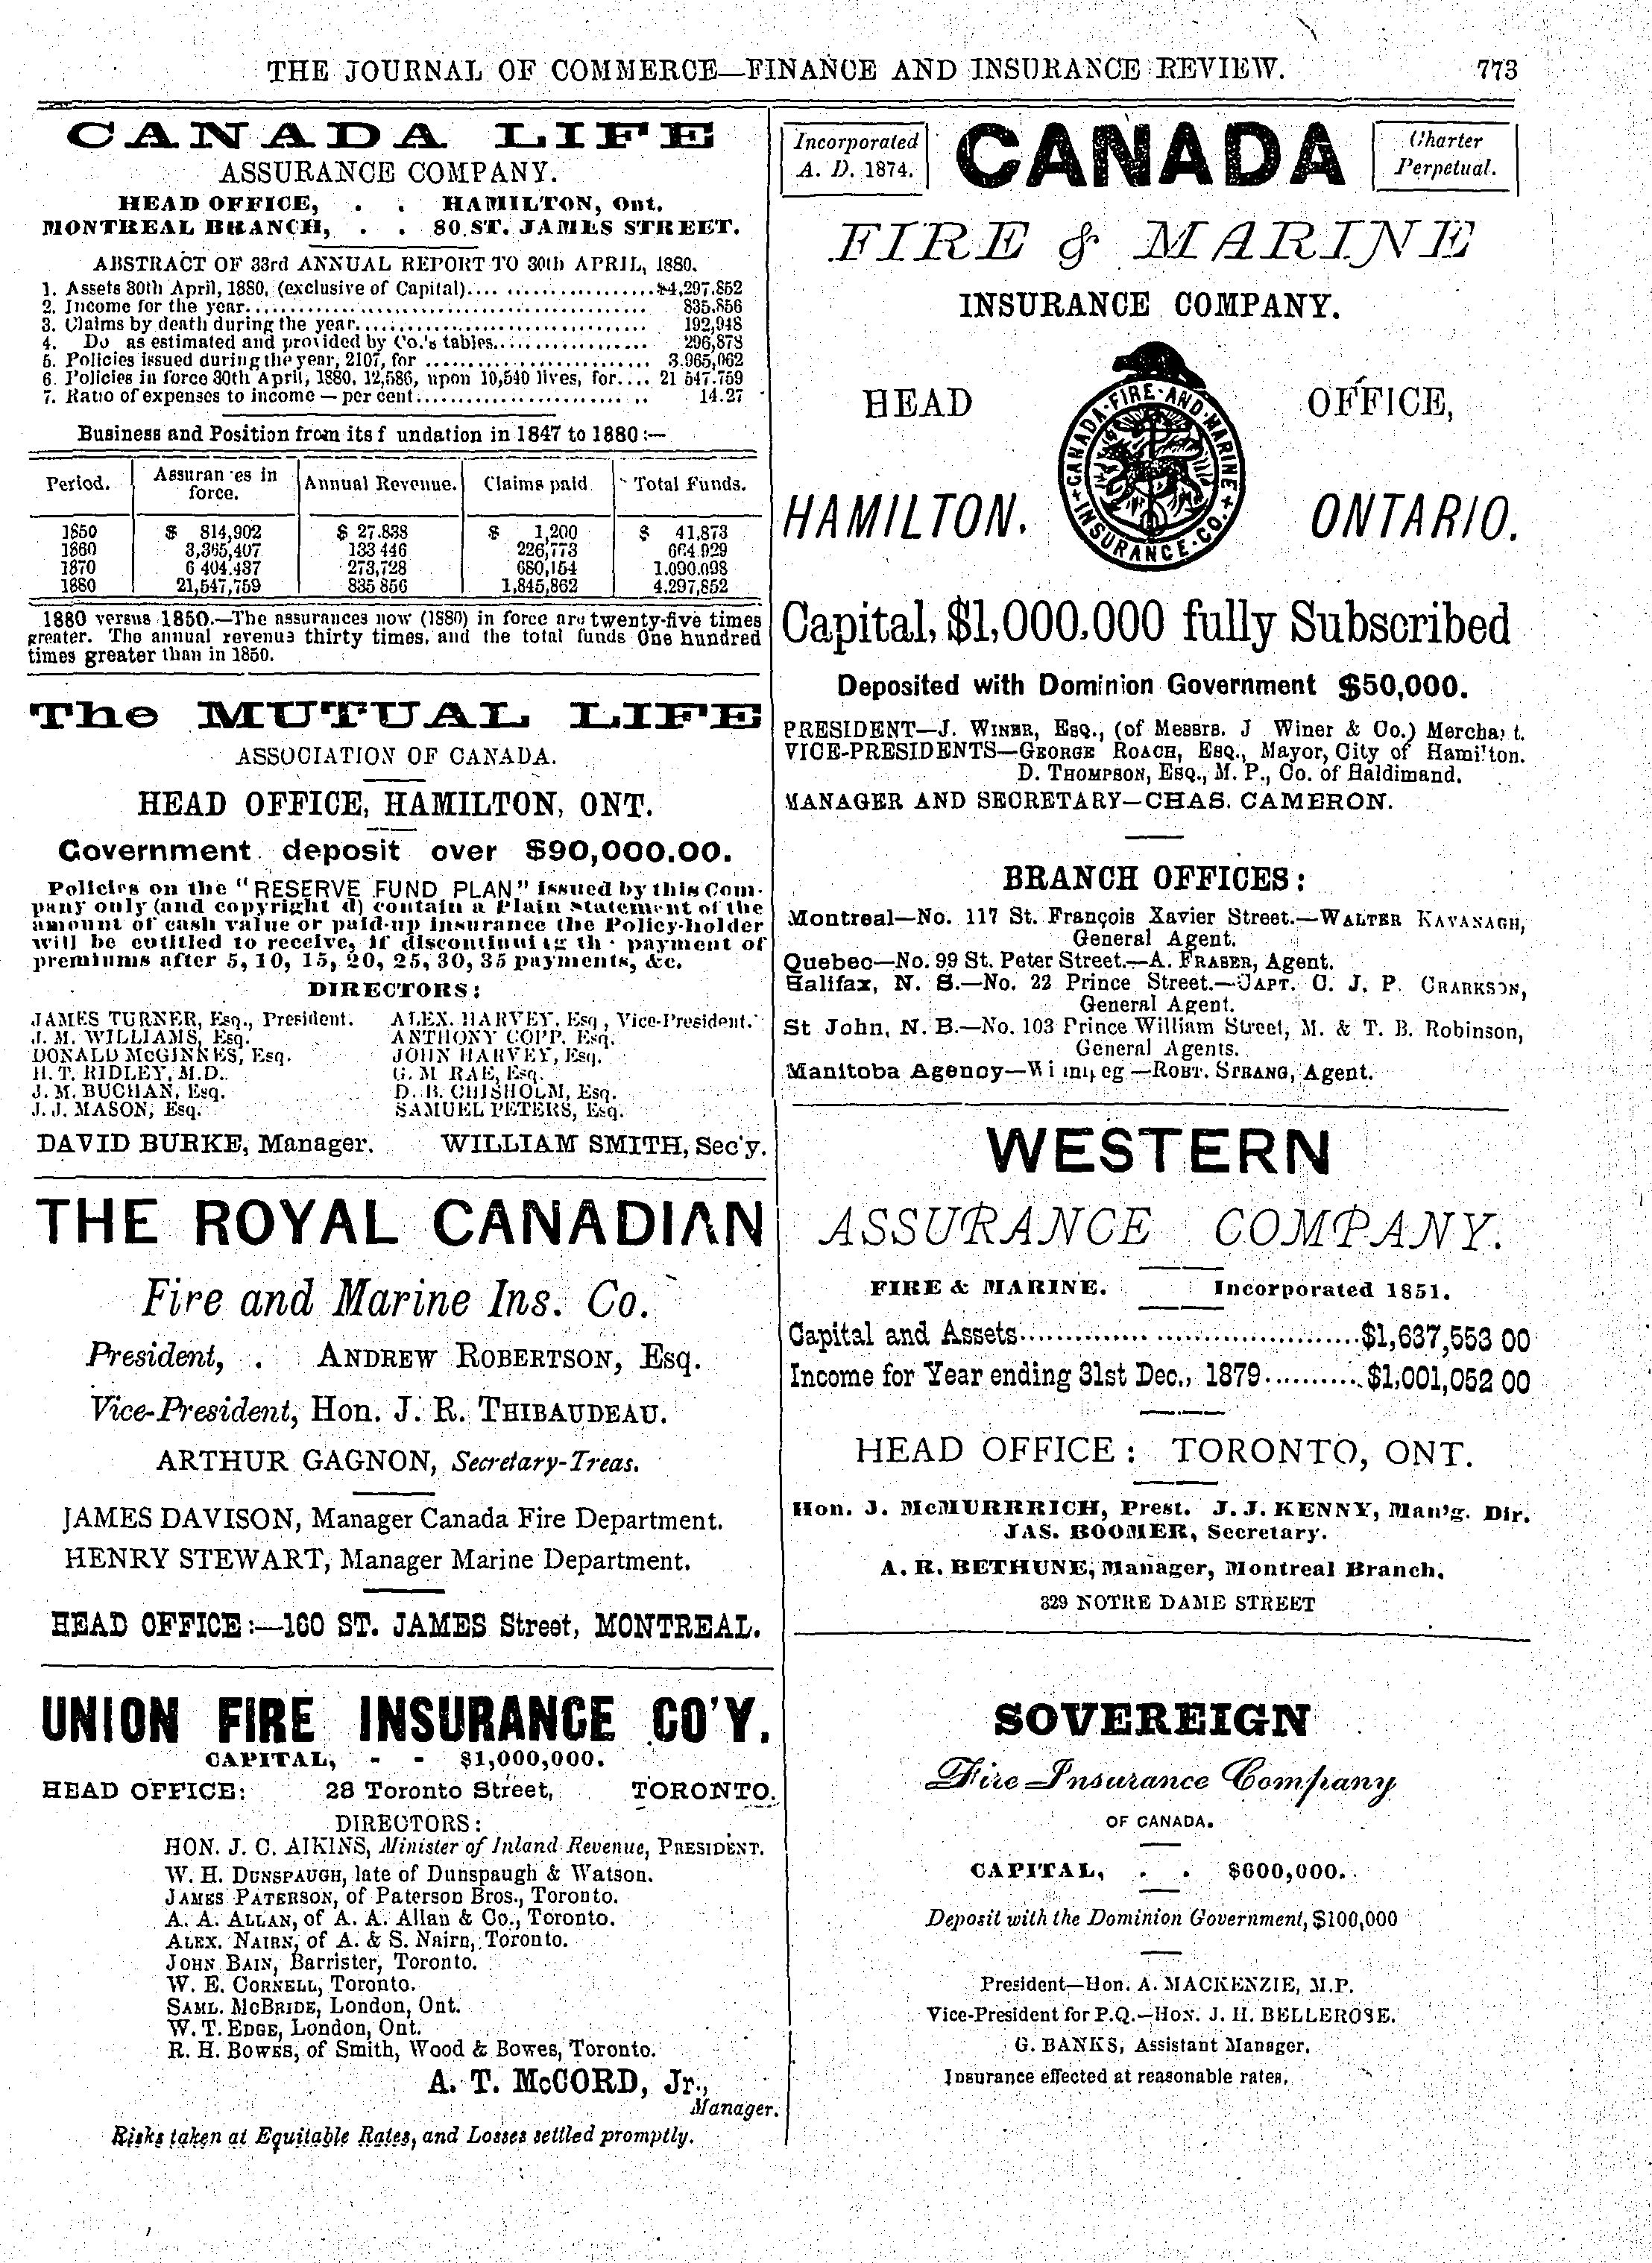 THE JOURNAL OF COMMERCE—FINANCE AND INSURANCE REVIEW. 773
CANADA LIFE
ASSURANCE COMPANY.
HEAD OFFICE, . . HAMILTON, Ont.
MONTREAL BRANCH, . . 80 ST. JAMES STREET.
ABSTRACT OF 33rd ANNUAL REPORT TO 30th APRIL, 1880.
1. Assets 30th April, 1880, (exclusive of Capital).... ................$4,297.852
2. Income for the year.......................................... 835.856
3. Claims by death during the year................................ 192,948
4. Do as estimated and provided by Co.'s tables.................. 296,878
5. Policies issued during the year, 2107, for .......................... 3.965,062
6. Policies in force 30th April, 1880, 12,586, upon 10,540 lives, for.... 21 547.759
7. Ratio of expenses to income — per cent.......................... 14.27
Business and Position from its f undation in 1847 to 1880:—
Period. Assuran es in force. Annual Revenue. Claims paid Total Funds.
1850 $ 814,902 $ 27.838 $ 1,200 $ 41,873
1860 3,365,407 133 446 226,773 664.929
1870 6 404.437 273,728 680,154 1.090.098
1880 21,547,759 835 856 1,845,862 4.297,852
1880 versus 1850.—The assurances now (1880) in force are twenty-five times
greater. The annual revenue thirty times, and the total funds One hundred
times greater than in 1850.
The MUTUAL LIFE
ASSOCIATION OF CANADA.
HEAD OFFICE, HAMILTON, ONT.
Government deposit over $90,000.00.
Policies on the "RESERVE FUND PLAN" issued by this Com-
pany only (and copyright d) contain a Plain Statement of the
amount of cash value or paid-up insurance the Policy-holder
will be entitled to receive, if discontinuing th payment of
premiums after 5, 10, 15, 20, 25, 30, 35 payments, &c.
DIRECTORS:
JAMES TURNER, Esq., President. ALEX. HARVEY, Esq, Vice-President.
J. M. WILLIAMS, Esq. ANTHONY COPP, Esq.
DONALD McGINNES, Esq. JOHN HARVEY, Esq.
H. T. RIDLEY, M.D. G. M RAE, Esq.
J. M. BUCHAN, Esq. D. B. CHISHOLM, Esq.
J. J. MASON, Esq. SAMUEL PETERS, Esq.
DAVID BURKE, Manager. WILLIAM SMITH, Sec'y.
THE ROYAL CANADIAN
Fire and Marine Ins. Co.
President, . ANDREW ROBERTSON, Esq.
Vice-President, Hon. J. R. THIBAUDEAU.
ARTHUR GAGNON, Secretary-Treas.
JAMES DAVISON, Manager Canada Fire Department.
HENRY STEWART, Manager Marine Department.
HEAD OFFICE:—160 ST. JAMES Street, MONTREAL.
UNION FIRE INSURANCE CO'Y.
CAPITAL, - - $1,000,000.
HEAD OFFICE: 28 Toronto Street, TORONTO.
DIRECTORS:
HON. J. C. AIKINS, Minister of Inland Revenue, PRESIDENT.
W. H. DUNSPAUGH, late of Dunspaugh & Watson.
JAMES PATERSON, of Paterson Bros., Toronto.
A. A. ALLAN, of A. A. Allan & Co., Toronto.
ALEX. NAIRN, of A. & S. Nairn, Toronto.
JOHN BAIN, Barrister, Toronto.
W. E. CORNELL, Toronto.
SAML. McBRIDE, London, Ont.
W. T. EDGE, London, Ont.
R. H. BOWES, of Smith, Wood & Bowes, Toronto.
A. T. McCORD, Jr.,
Manager.
Risks taken at Equitable Rates, and Losses settled promptly.
Incorporated A. D. 1874. CANADA Charter Perpetual.
FIRE & MARINE
INSURANCE COMPANY.
HEAD OFFICE,
CANADA·FIRE·AND·MARINE+INSURANCE·CO.+
HAMILTON. ONTARIO.
Capital, $1,000,000 fully Subscribed
Deposited with Dominion Government $50,000.
PRESIDENT—J. WINER, ESQ., (of Messrs. J Winer & Co.) Mercha t.
VICE-PRESIDENTS—GEORGE ROACH, ESQ., Mayor, City of Hamilton.
D. THOMPSON, ESQ., M. P., Co. of Haldimand.
MANAGER AND SECRETARY—CHAS. CAMERON.
BRANCH OFFICES:
Montreal—No. 117 St. François Xavier Street.—WALTER KAVANAGH,
General Agent.
Quebec—No. 99 St. Peter Street.—A. FRASER, Agent.
Halifax, N. S.—No. 22 Prince Street.—CAPT. C. J. P. CRARKSON,
General Agent.
St John, N. B.—No. 103 Prince William Street, M. & T. B. Robinson,
General Agents.
Manitoba Agency— —ROBT. STRANG, Agent.
WESTERN
ASSURANCE COMPANY.
FIRE & MARINE. Incorporated 1851.
Capital and Assets..................................$1,637,553 00
Income for Year ending 31st Dec., 1879..........$1,001,052 00
HEAD OFFICE: TORONTO, ONT.
Hon. J. McMURRRICH, Prest. J. J. KENNY, Man'g. Dir.
JAS. BOOMER, Secretary.
A. R. BETHUNE, Manager, Montreal Branch.
329 NOTRE DAME STREET
SOVEREIGN
Fire Insurance Company
OF CANADA.
CAPITAL, . . $600,000.
Deposit with the Dominion Government, $100,000
President—Hon. A. MACKENZIE, M.P.
Vice-President for P.Q.—HON. J. H. BELLEROSE.
G. BANKS, Assistant Manager.
Insurance effected at reasonable rates.